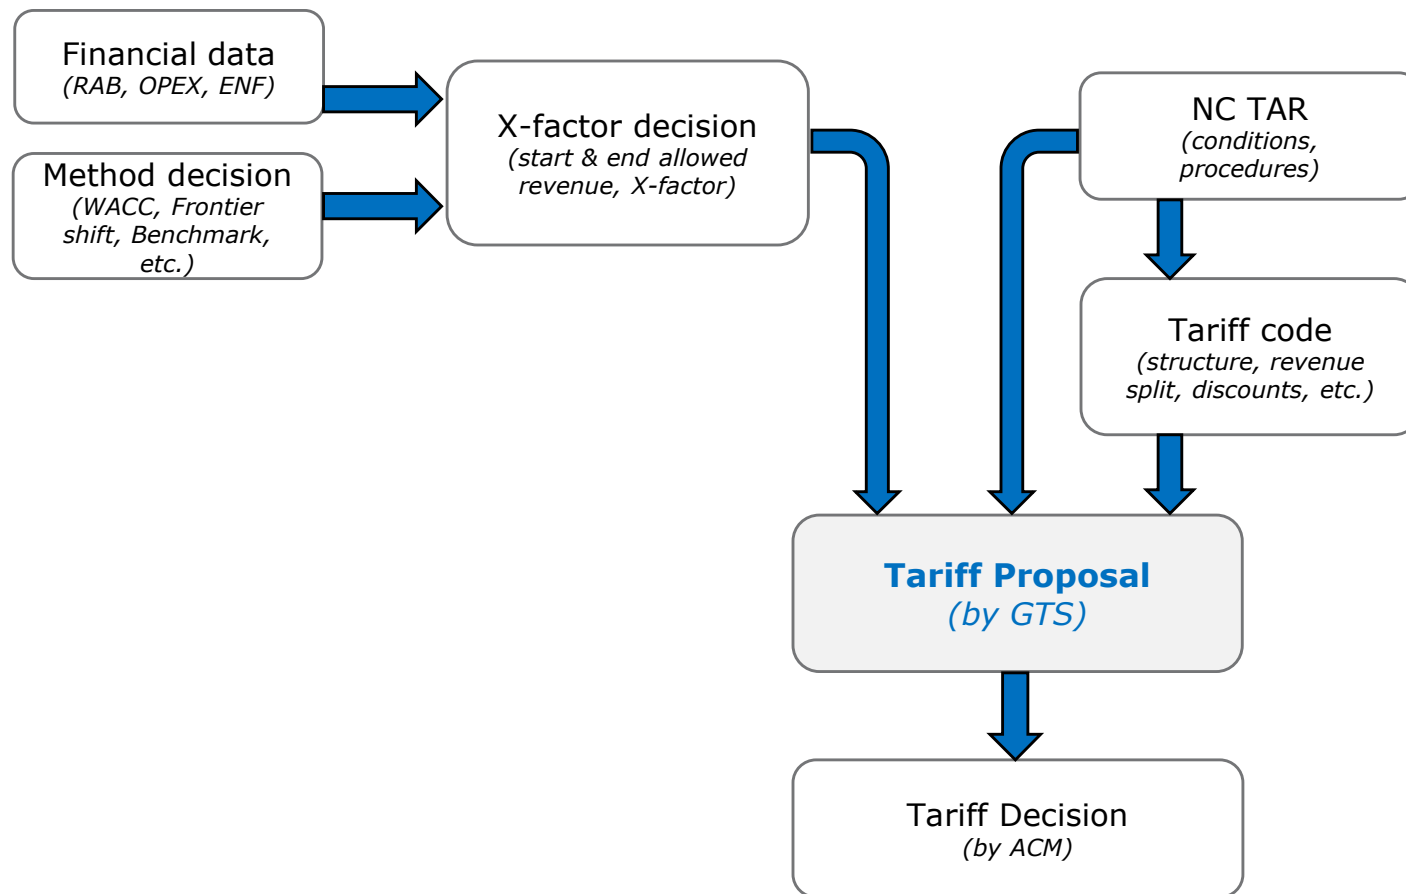 Financial data
(RAB, OPEX, ENF)
Method decision
(WACC, Frontier
shift, Benchmark,
etc.)
X-factor decision
(start & end allowed
revenue, X-factor)
NC TAR
(conditions,
procedures)
Tariff code
(structure, revenue
split, discounts, etc.)
Tariff Proposal
(by GTS)
Tariff Decision
(by ACM)